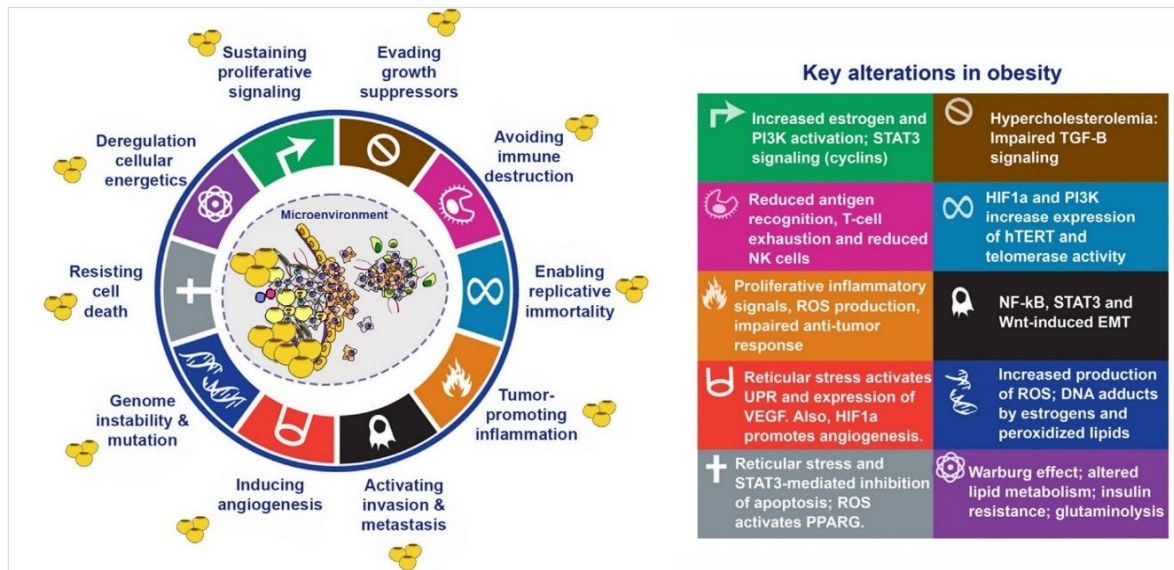 Sustaining
proliferative
signaling
Evading
growth
suppressors
Avoiding
immune
destruction
Enabling
replicative
immortality
Tumor-
promoting
inflammation
Activating
invasion &
metastasis
Inducing
angiogenesis
Genome
instability &
mutation
Resisting
cell
death
Deregulation
cellular
energetics
Microenvironment
Key alterations in obesity
Increased estrogen and
PI3K activation; STAT3
signaling (cyclins)
Hypercholesterolemia:
Impaired TGF-B
signaling
Reduced antigen
recognition, T-cell
exhaustion and reduced
NK cells
HIF1a and PI3K
increase expression
of hTERT and
telomerase activity
Proliferative inflammatory
signals, ROS production,
impaired anti-tumor
response
NF-kB, STAT3 and
Wnt-induced EMT
Reticular stress activates
UPR and expression of
VEGF. Also, HIF1a
promotes angiogenesis.
Increased production
of ROS; DNA adducts
by estrogens and
peroxidized lipids
Reticular stress and
STAT3-mediated inhibition
of apoptosis; ROS
activates PPARG.
Warburg effect; altered
lipid metabolism; insulin
resistance; glutaminolysis